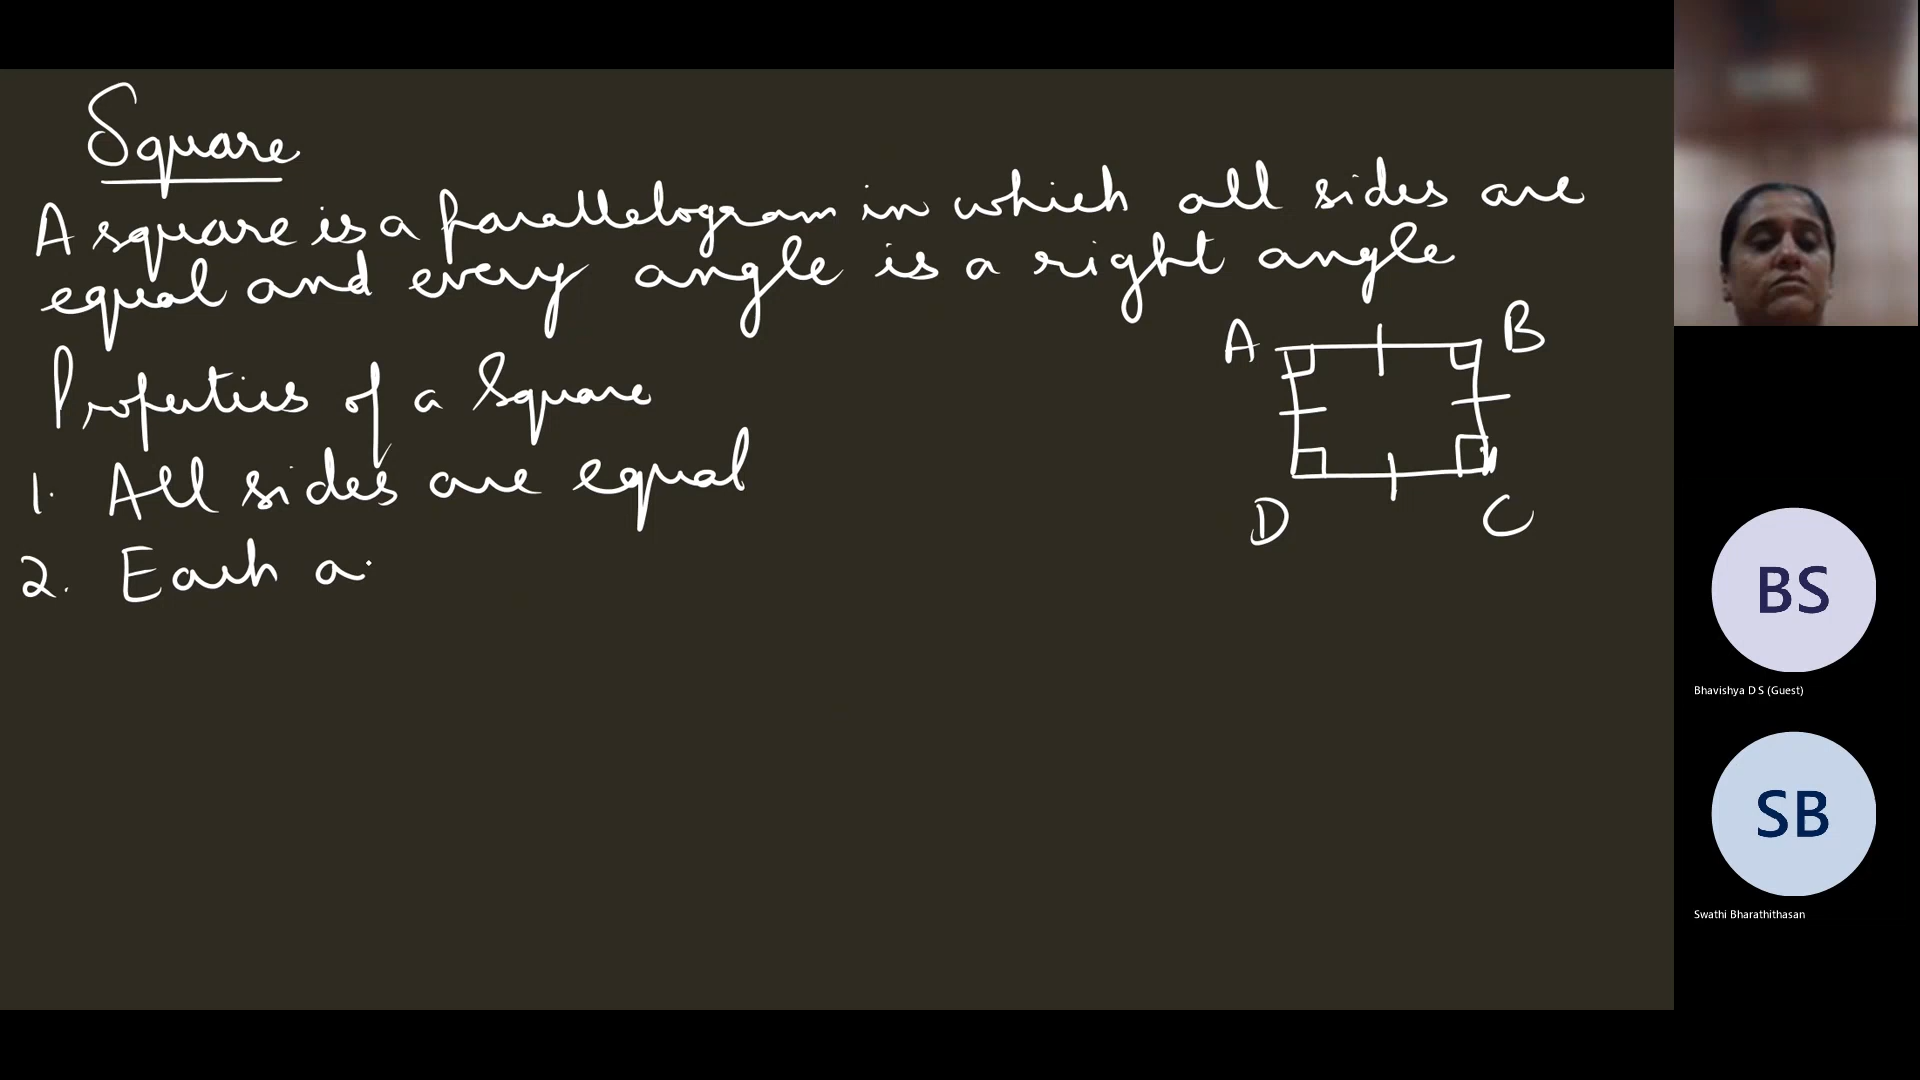 Square
A square is a parallelogram in which all sides are
equal and every angle is a right angle
A B
Properties of a Square
1. All sides are equal
D C
2. Each a
BS
Bhavishya D S (Guest)
SB
Swathi Bharathithasan